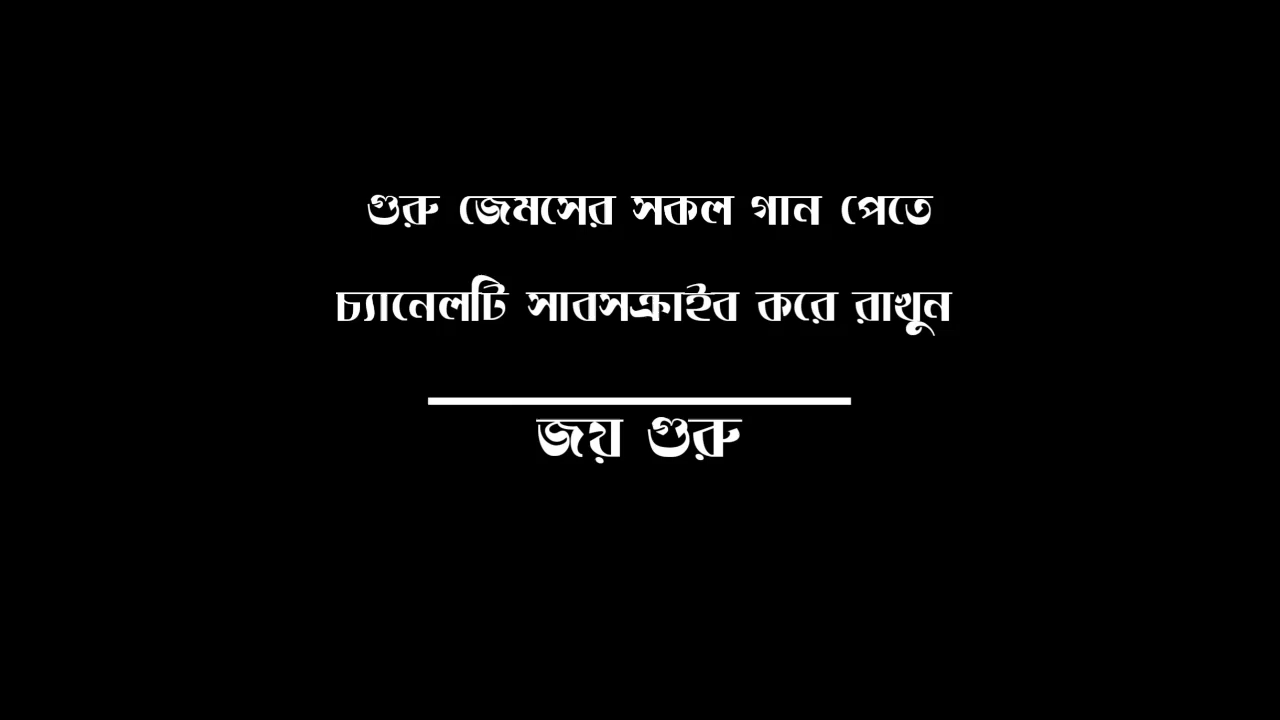 গুরু জেমসের সকল গান পেতে
চ্যানেলটি সাবসক্রাইব করে রাখুন
জয় গুরু